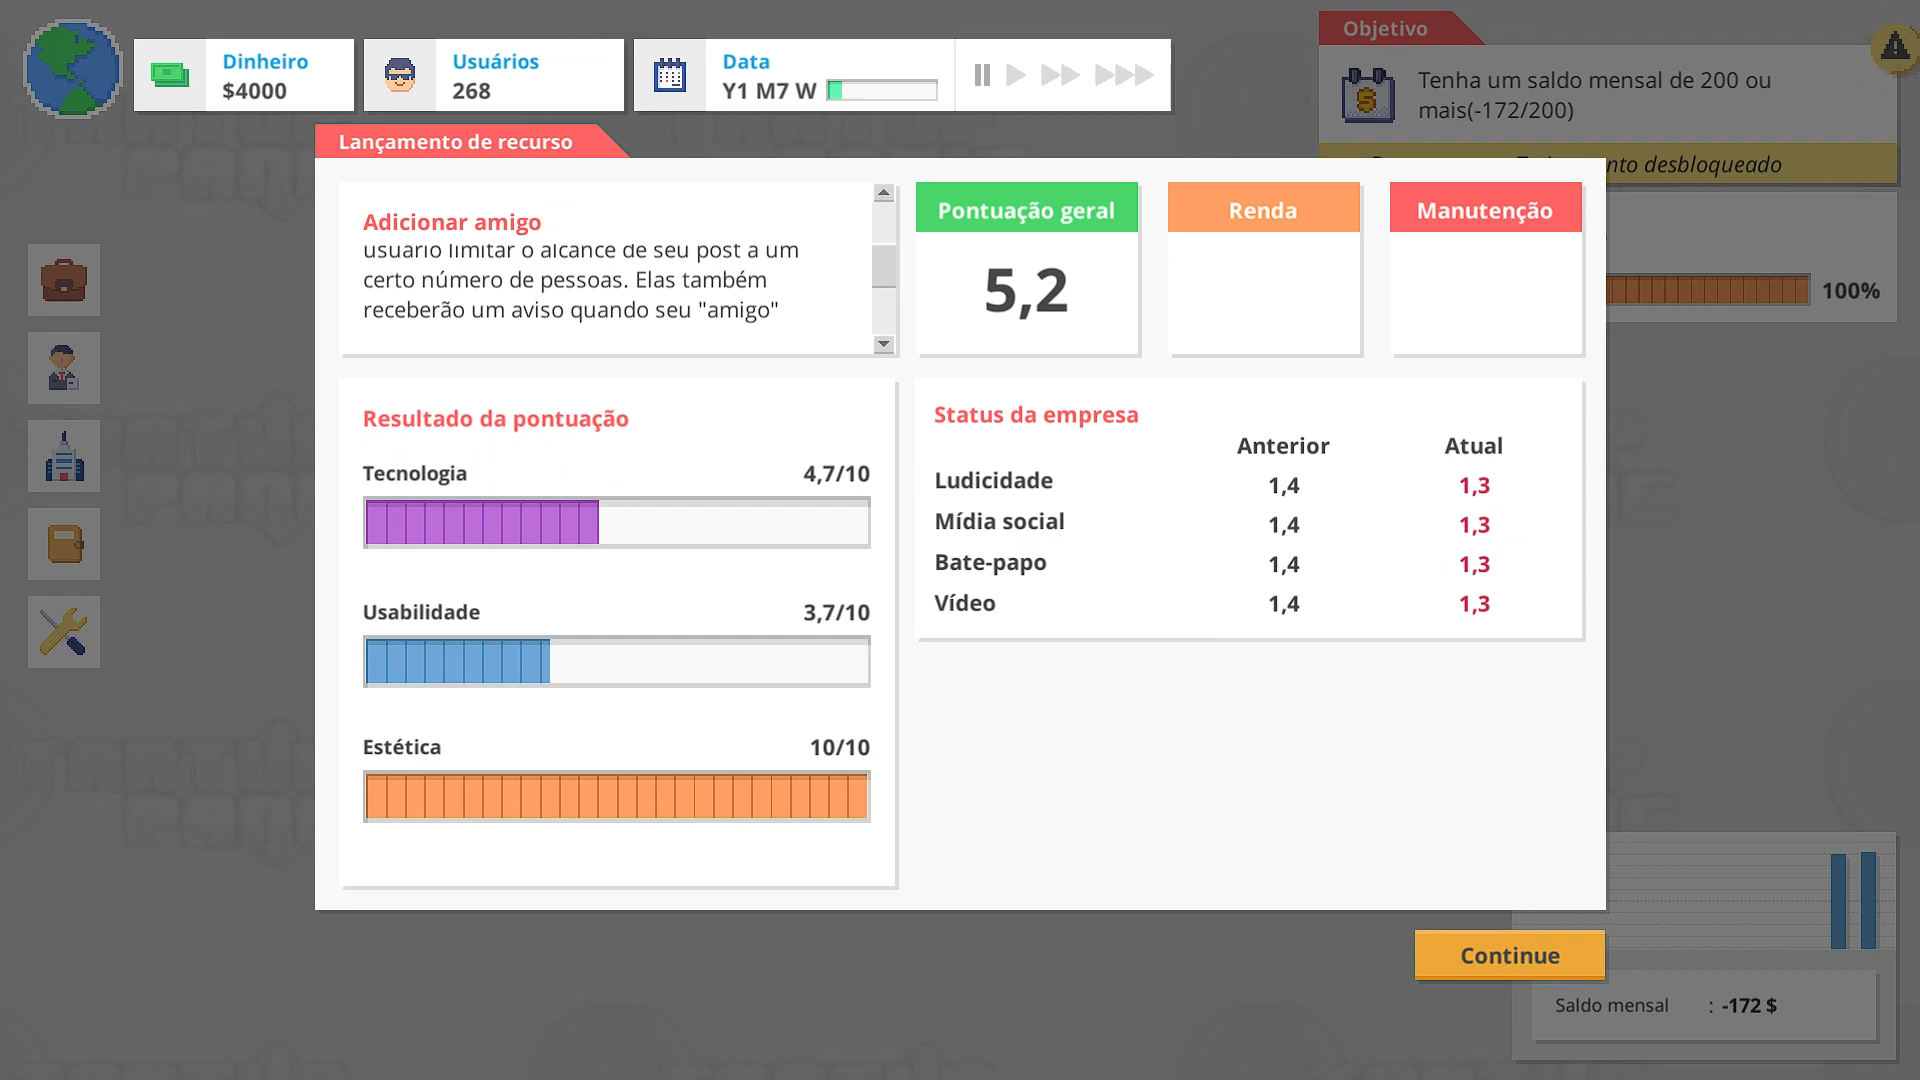 Dinheiro
$4000
Usuários
268
Data
Y1 M7 W
Objetivo
Tenha um saldo mensal de 200 ou
mais(-172/200)
nto desbloqueado
100%
Lançamento de recurso
Adicionar amigo
usuário limitar o alcance de seu post a um
certo número de pessoas. Elas também
receberão um aviso quando seu "amigo"
Pontuação geral
5,2
Renda
Manutenção
Resultado da pontuação
Tecnologia 4,7/10
Usabilidade 3,7/10
Estética 10/10
Status da empresa
Anterior Atual
Ludicidade 1,4 1,3
Mídia social 1,4 1,3
Bate-papo 1,4 1,3
Vídeo 1,4 1,3
Continue
Saldo mensal : -172 $